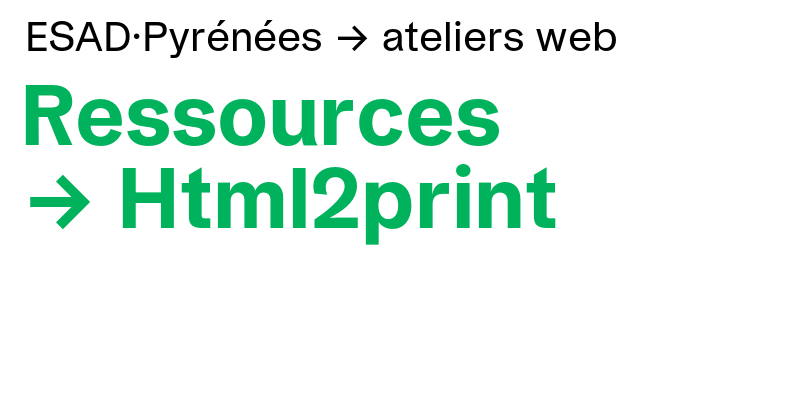 ESAD·Pyrénées → ateliers web
Ressources
→ Html2print